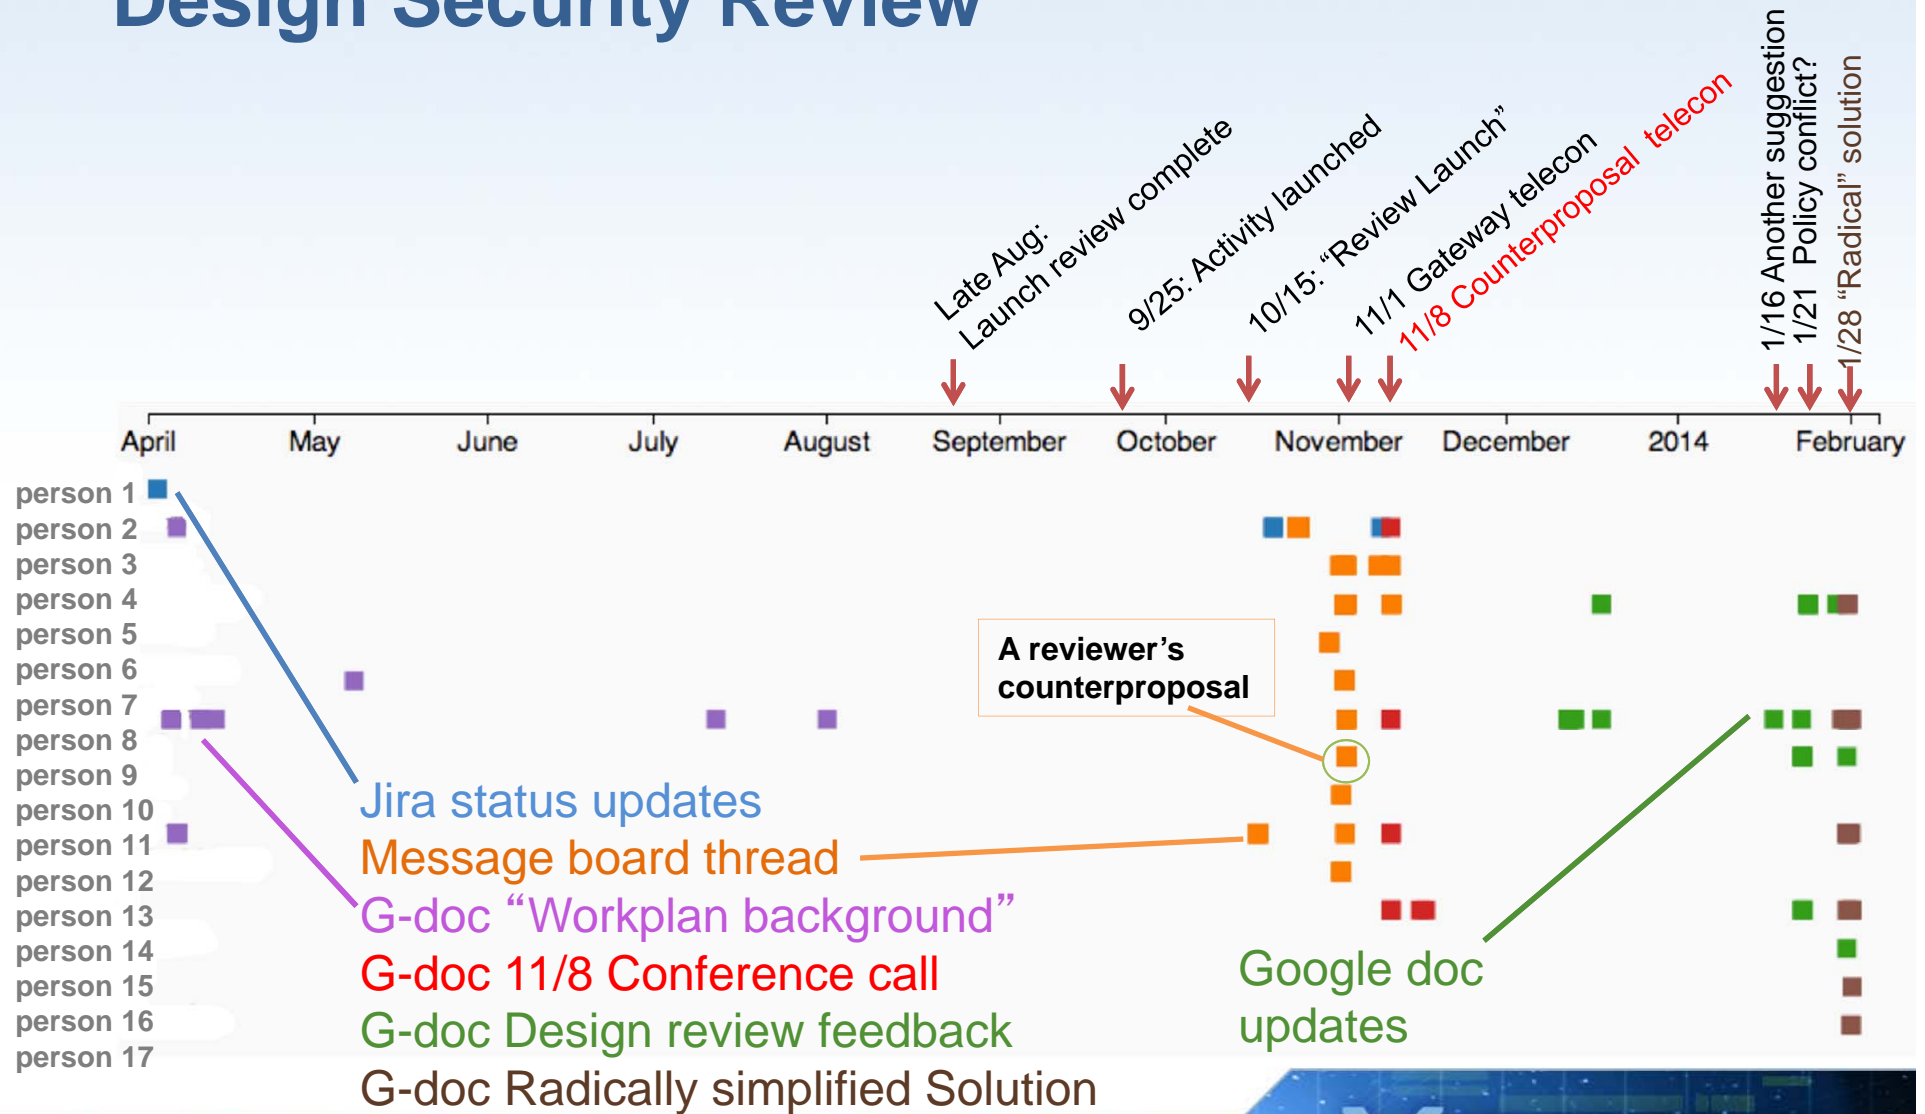 Design Security Review
Late Aug:
Launch review complete
9/25: Activity launched
10/15: “Review Launch”
11/1 Gateway telecon
11/8 Counterproposal telecon
1/16 Another suggestion
1/21 Policy conflict?
1/28 “Radical” solution
April May June July August September October November December 2014 February
person 1
person 2
person 3
person 4
person 5
person 6
person 7
person 8
person 9
person 10
person 11
person 12
person 13
person 14
person 15
person 16
person 17
A reviewer’s
counterproposal
Jira status updates
Message board thread
G-doc “Workplan background”
G-doc 11/8 Conference call
G-doc Design review feedback
G-doc Radically simplified Solution
Google doc
updates